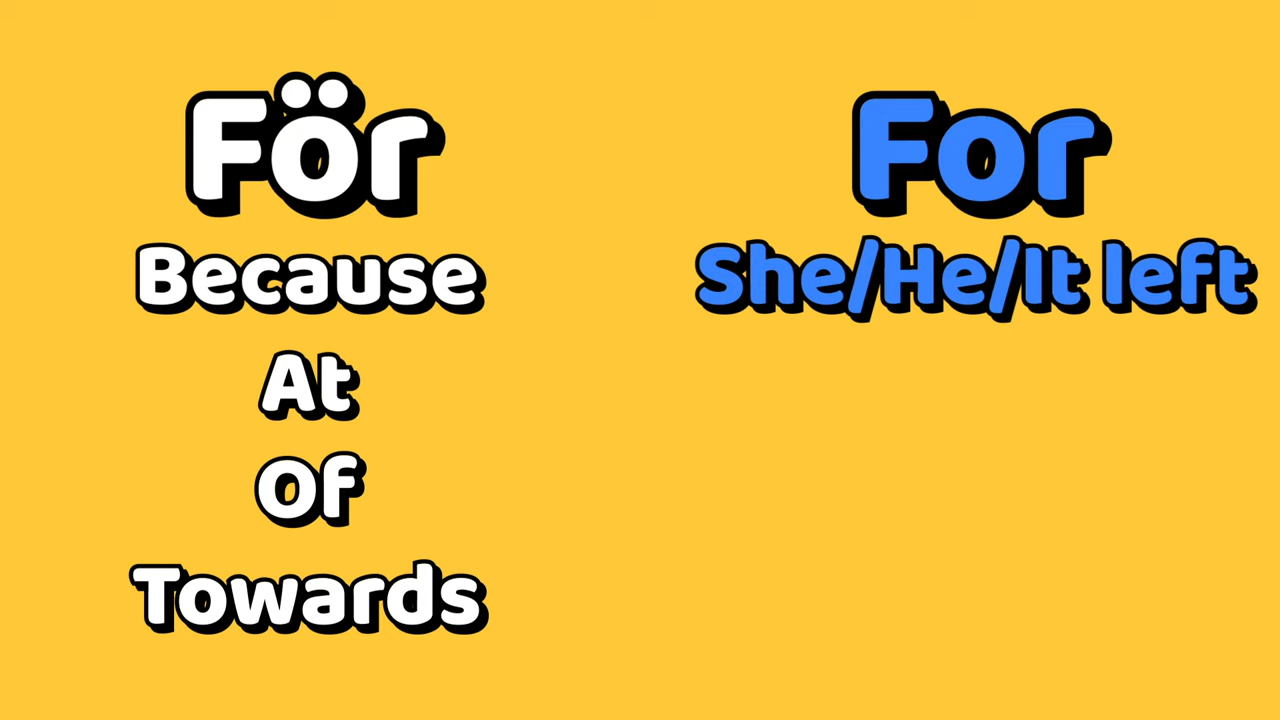 För
Because
At
Of
Towards
For
She/He/It left